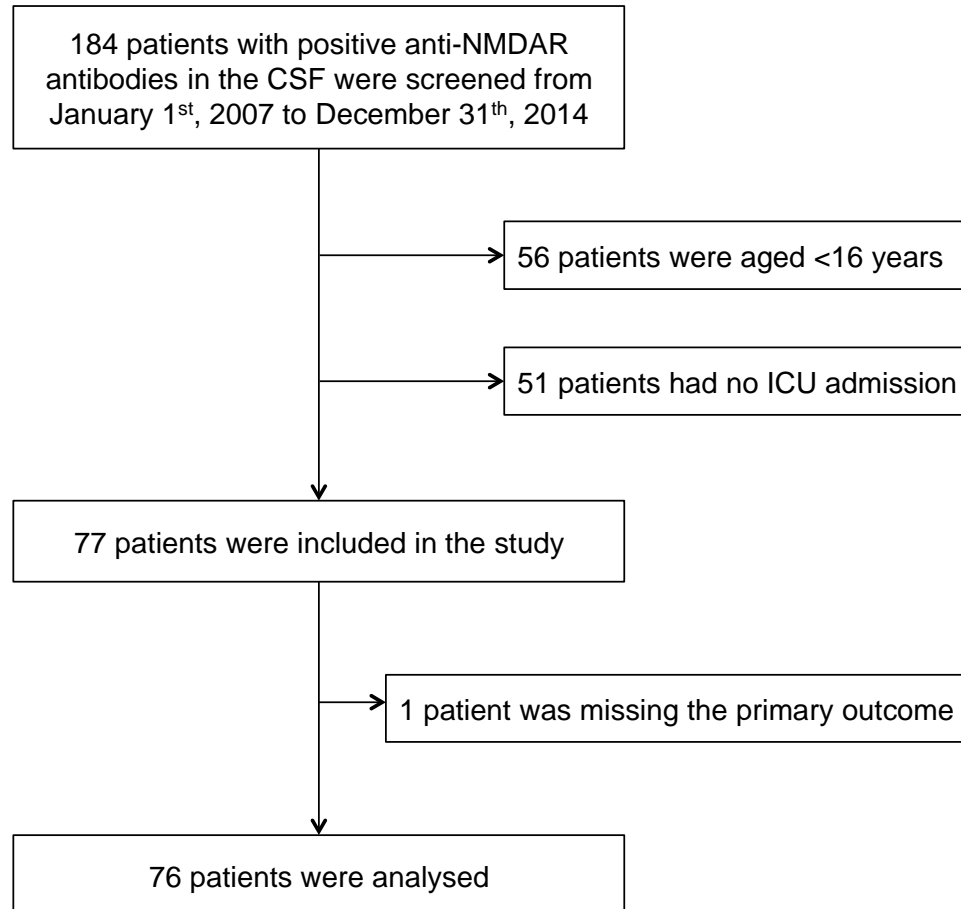 184 patients with positive anti-NMDAR
antibodies in the CSF were screened from
January 1st, 2007 to December 31th, 2014
56 patients were aged <16 years
51 patients had no ICU admission
77 patients were included in the study
1 patient was missing the primary outcome
76 patients were analysed